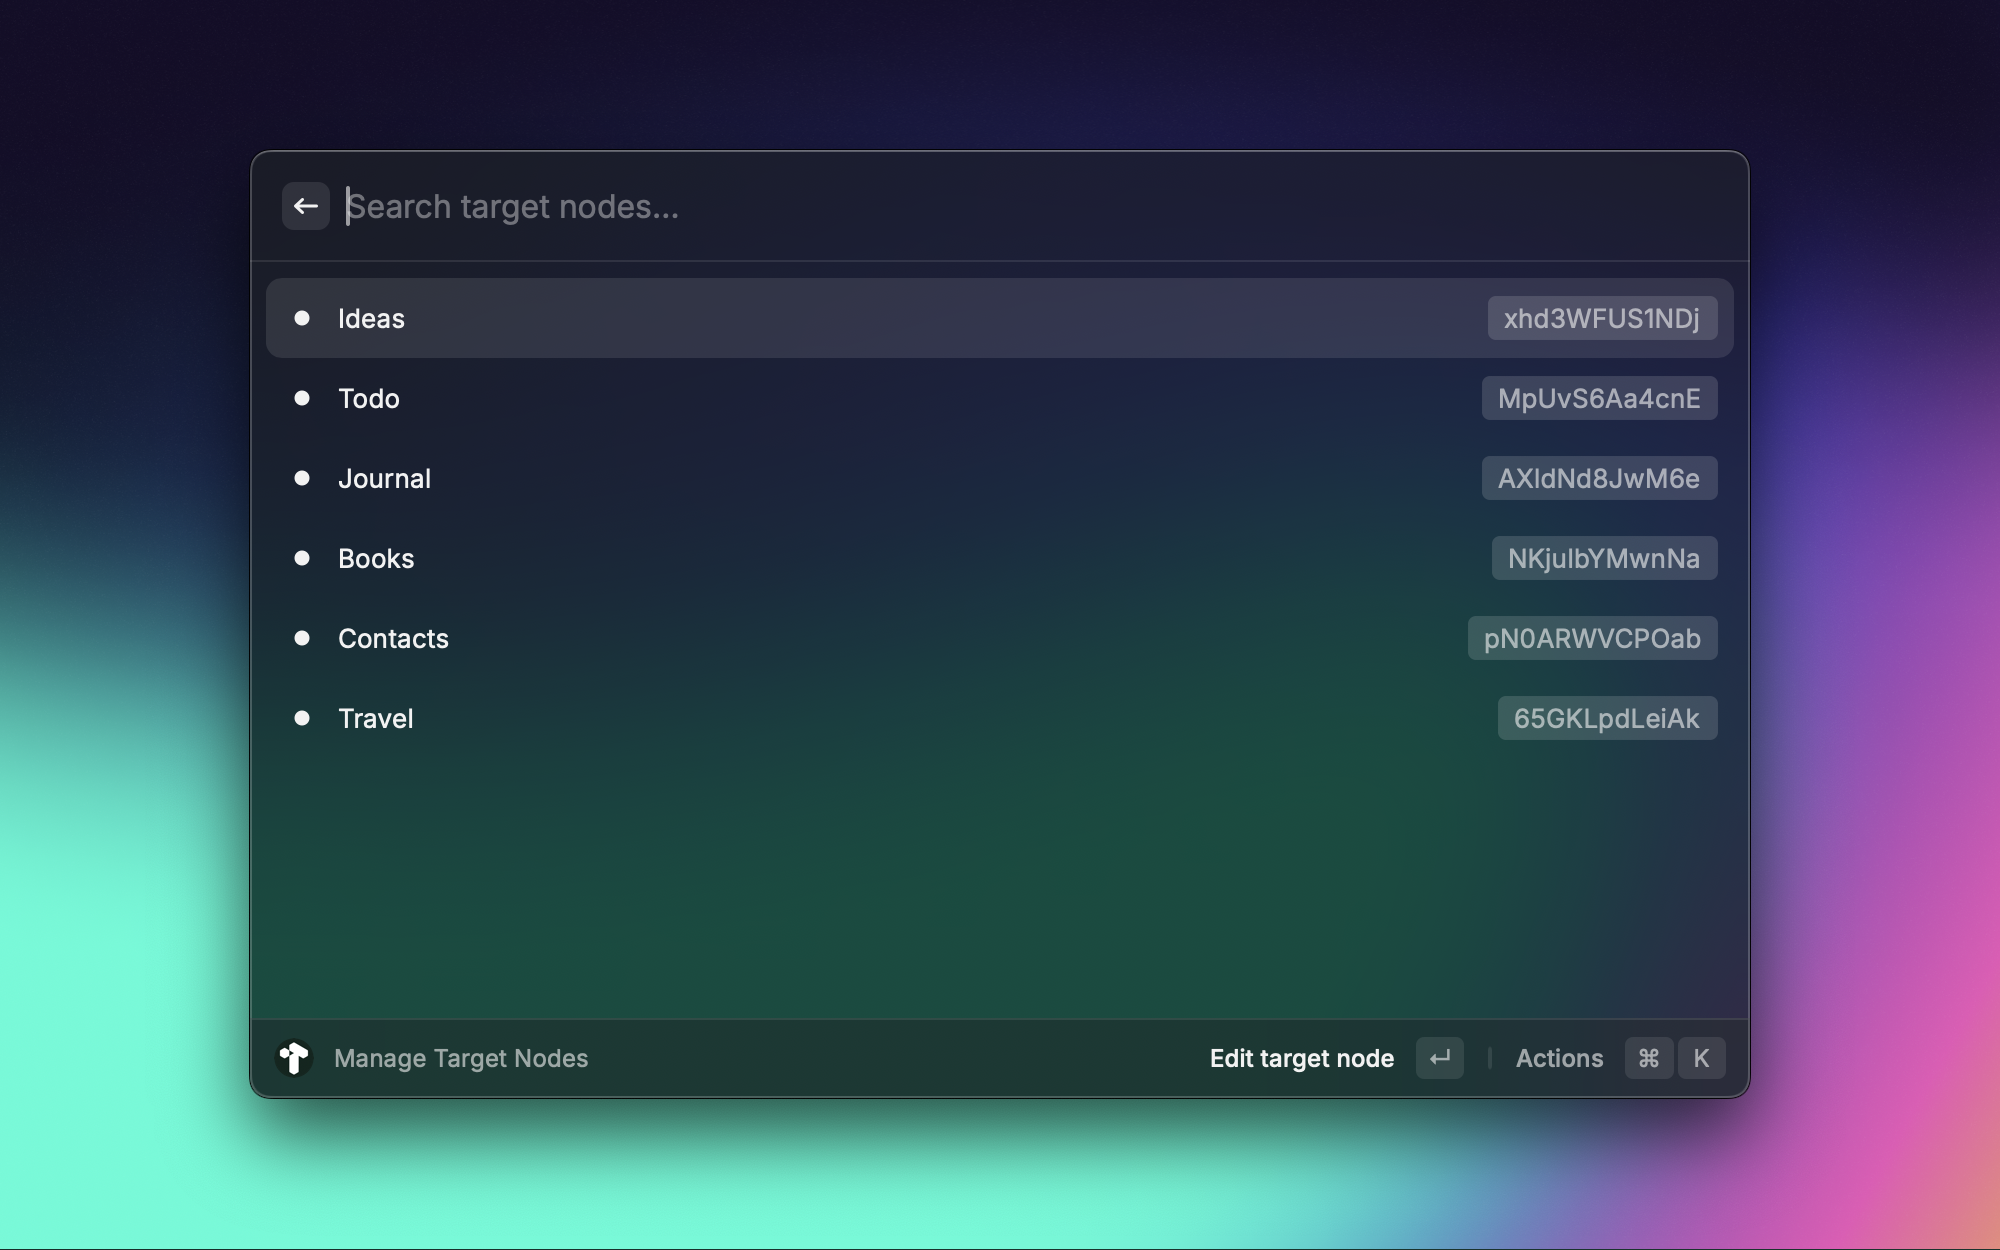 Search target nodes...
Ideas xhd3WFUS1NDj
Todo MpUvS6Aa4cnE
Journal AXldNd8JwM6e
Books NKjulbYMwnNa
Contacts pN0ARWVCPOab
Travel 65GKLpdLeiAk
Manage Target Nodes Edit target node ↵ Actions ⌘ K